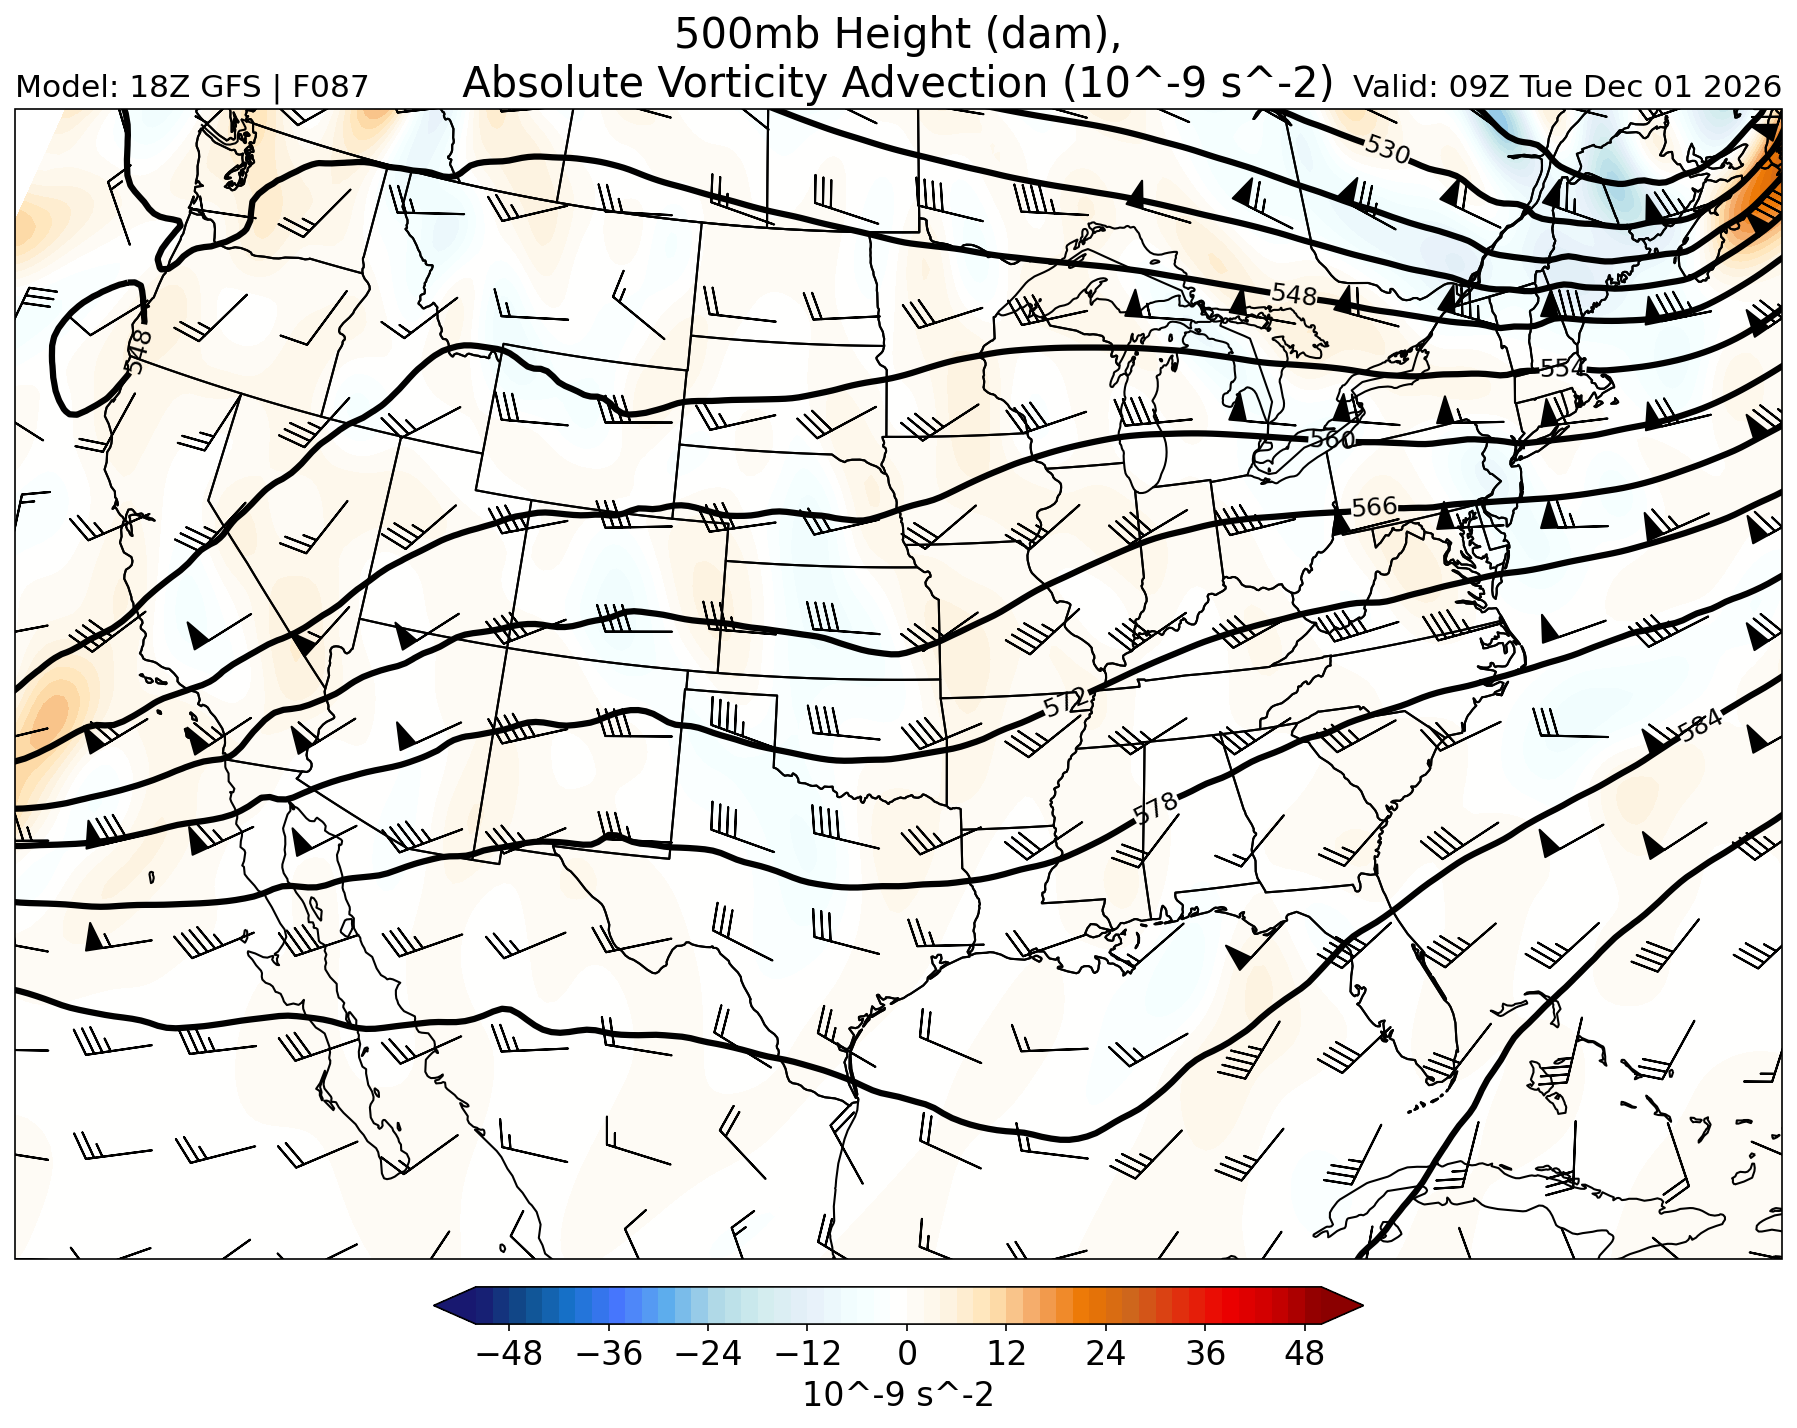 500mb Height (dam),
Model: 18Z GFS | F087
Absolute Vorticity Advection (10^-9 s^-2)
Valid: 09Z Tue Dec 01 2026
530
548
548
554
560
566
572
578
584
−48 −36 −24 −12 0 12 24 36 48
10^-9 s^-2